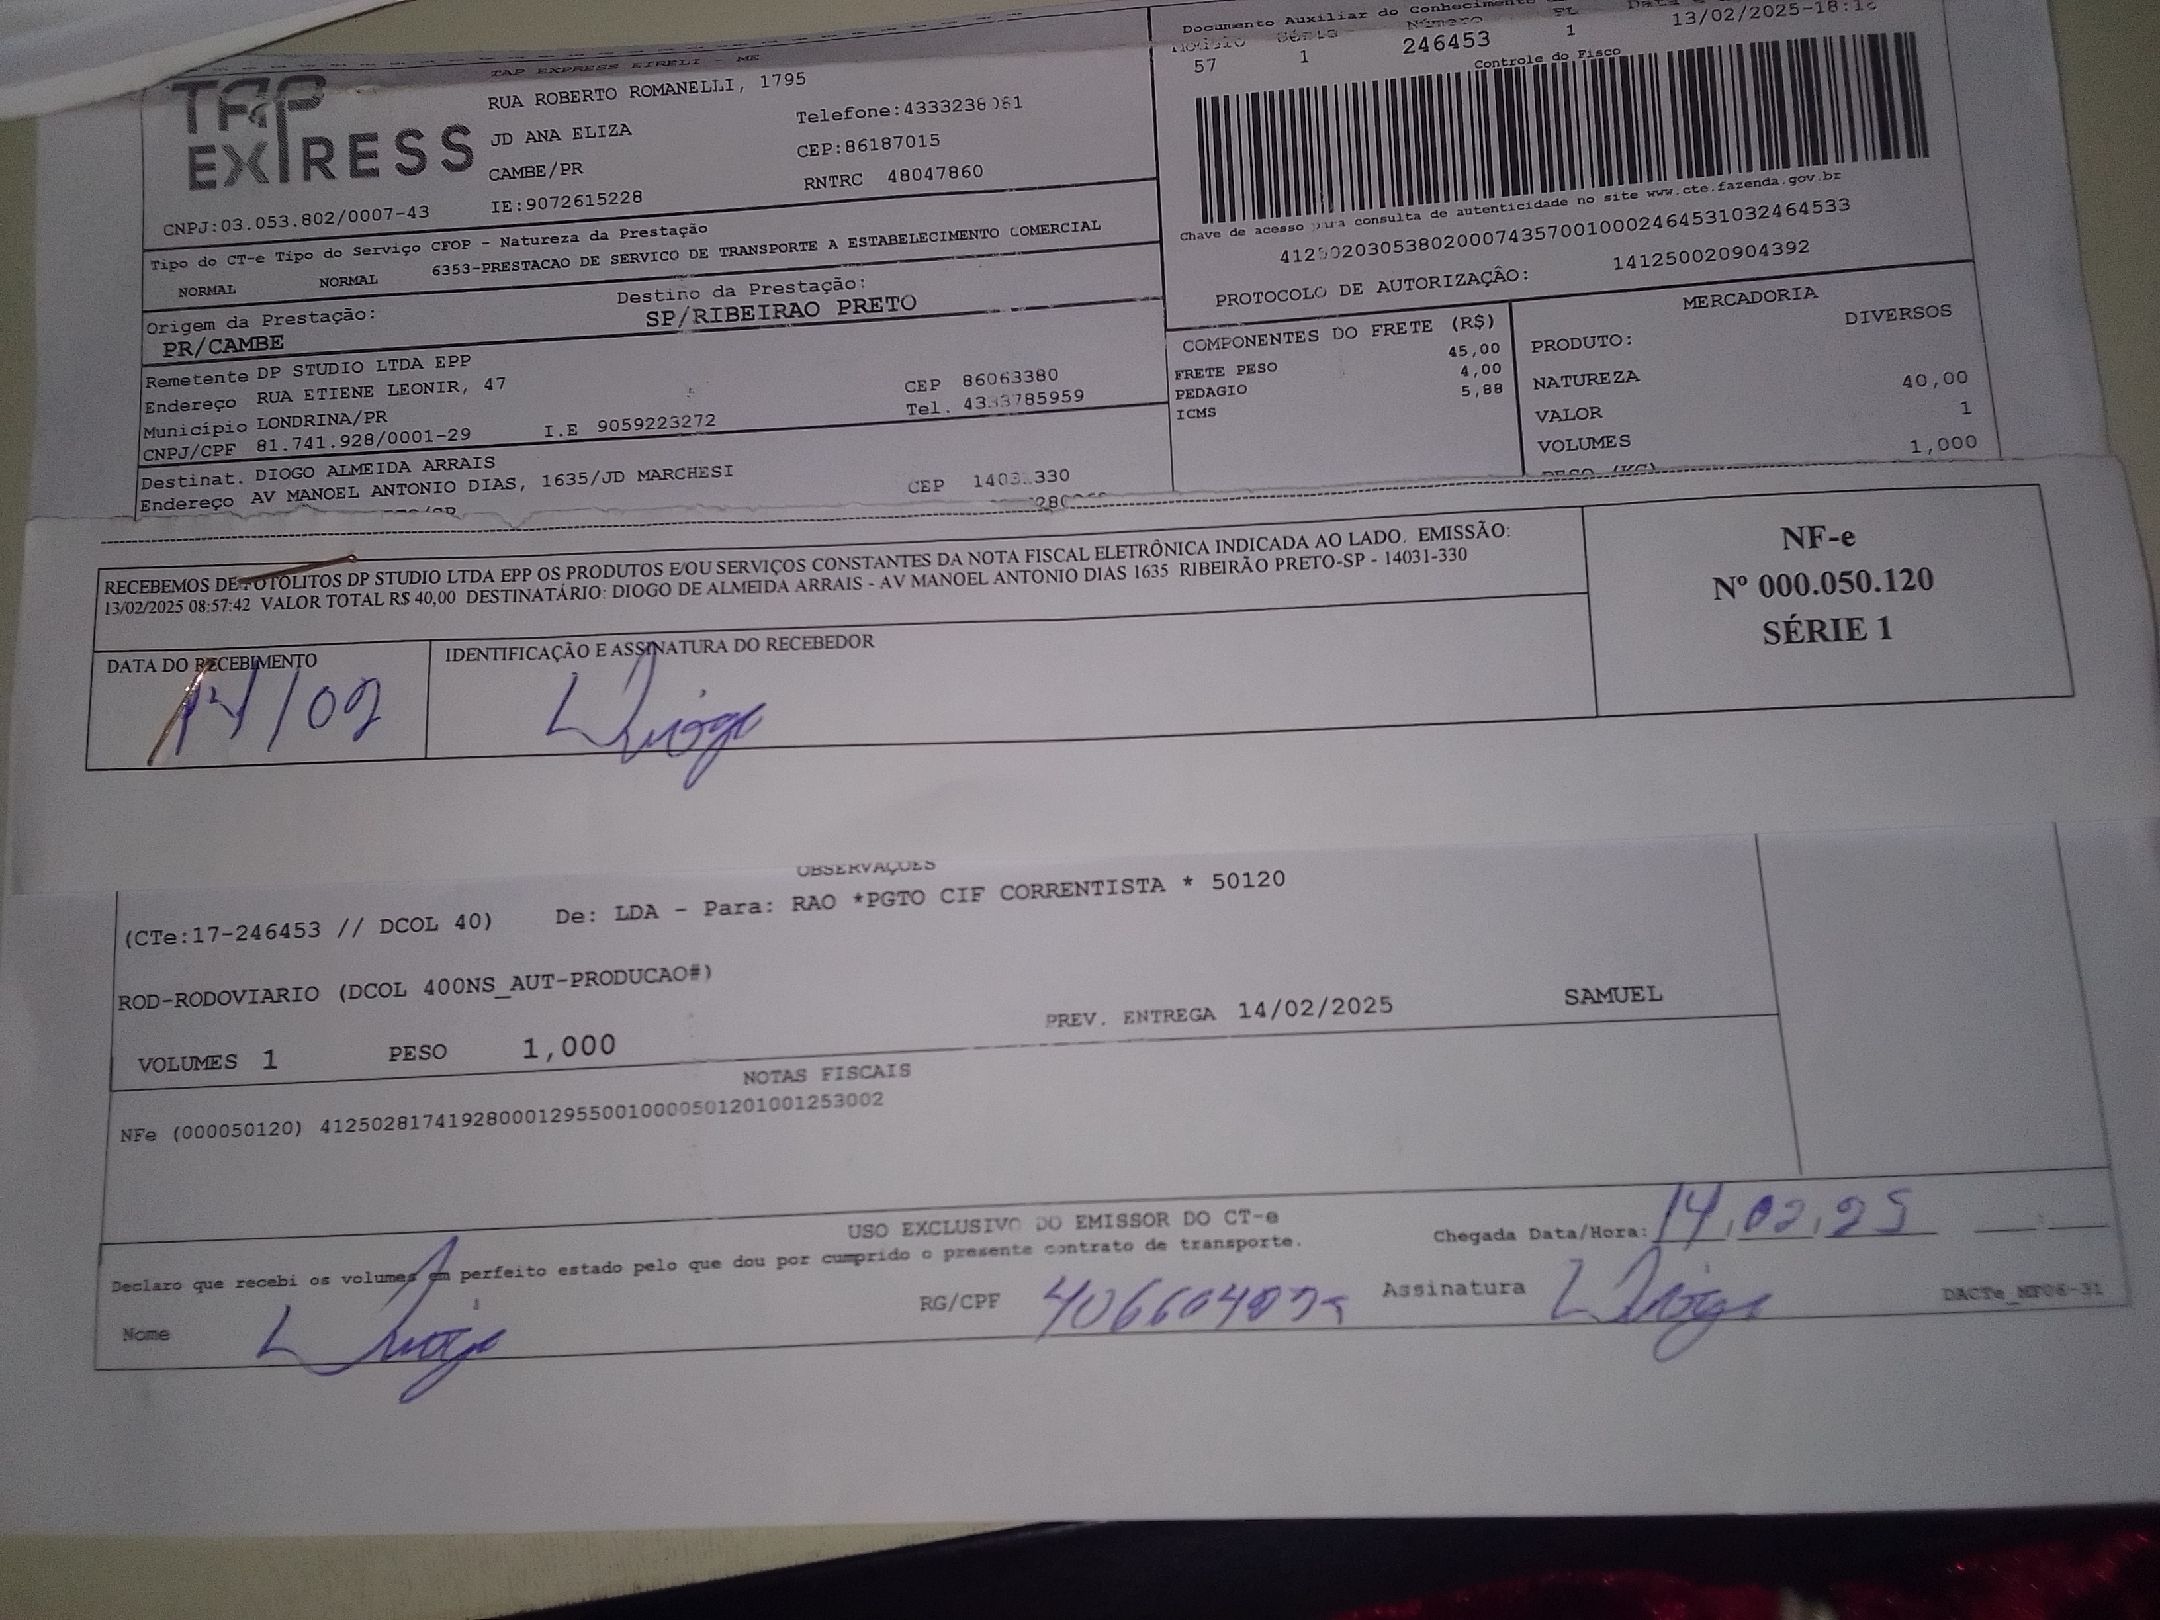 TAP EXPRESS
TAP EXPRESS EIRELI - ME
RUA ROBERTO ROMANELLI, 1795
JD ANA ELIZA
Telefone:4333238061
CAMBE/PR
CEP:86187015
CNPJ:03.053.802/0007-43
IE:9072615228
RNTRC 48047860
Documento Auxiliar do Conhecimento
Modelo Série Número FL
57 1 246453 1 13/02/2025-18:16
Controle do Fisco
Chave de acesso para consulta de autenticidade no site www.cte.fazenda.gov.br
41250203053802000743570010002464531032464533
PROTOCOLO DE AUTORIZAÇÃO: 141250020904392
Tipo do CT-e Tipo do Serviço CFOP - Natureza da Prestação
NORMAL NORMAL 6353-PRESTACAO DE SERVICO DE TRANSPORTE A ESTABELECIMENTO COMERCIAL
Origem da Prestação: Destino da Prestação:
PR/CAMBE SP/RIBEIRAO PRETO
Remetente DP STUDIO LTDA EPP
Endereço RUA ETIENE LEONIR, 47 CEP 86063380
Município LONDRINA/PR Tel. 4333785959
CNPJ/CPF 81.741.928/0001-29 I.E 9059223272
Destinat. DIOGO ALMEIDA ARRAIS
Endereço AV MANOEL ANTONIO DIAS, 1635/JD MARCHESI CEP 14031330
COMPONENTES DO FRETE (R$)
FRETE PESO 45,00
PEDAGIO 4,00
ICMS 5,88
MERCADORIA
PRODUTO: DIVERSOS
NATUREZA
VALOR 40,00
VOLUMES 1
PESO (KG) 1,000
RECEBEMOS DE FOTOLITOS DP STUDIO LTDA EPP OS PRODUTOS E/OU SERVIÇOS CONSTANTES DA NOTA FISCAL ELETRÔNICA INDICADA AO LADO. EMISSÃO:
13/02/2025 08:57:42 VALOR TOTAL R$ 40,00 DESTINATÁRIO: DIOGO DE ALMEIDA ARRAIS - AV MANOEL ANTONIO DIAS 1635 RIBEIRÃO PRETO-SP - 14031-330
NF-e
Nº 000.050.120
SÉRIE 1
DATA DO RECEBIMENTO
14/02
IDENTIFICAÇÃO E ASSINATURA DO RECEBEDOR
OBSERVAÇÕES
(CTe:17-246453 // DCOL 40) De: LDA - Para: RAO *PGTO CIF CORRENTISTA * 50120
ROD-RODOVIARIO (DCOL 400NS_AUT-PRODUCAO#)
VOLUMES 1 PESO 1,000 PREV. ENTREGA 14/02/2025 SAMUEL
NOTAS FISCAIS
NFe (000050120) 41250281741928000129550010000501201001253002
USO EXCLUSIVO DO EMISSOR DO CT-e
Declaro que recebi os volumes em perfeito estado pelo que dou por cumprido o presente contrato de transporte.
Chegada Data/Hora: 14,02,25
Nome
RG/CPF
Assinatura